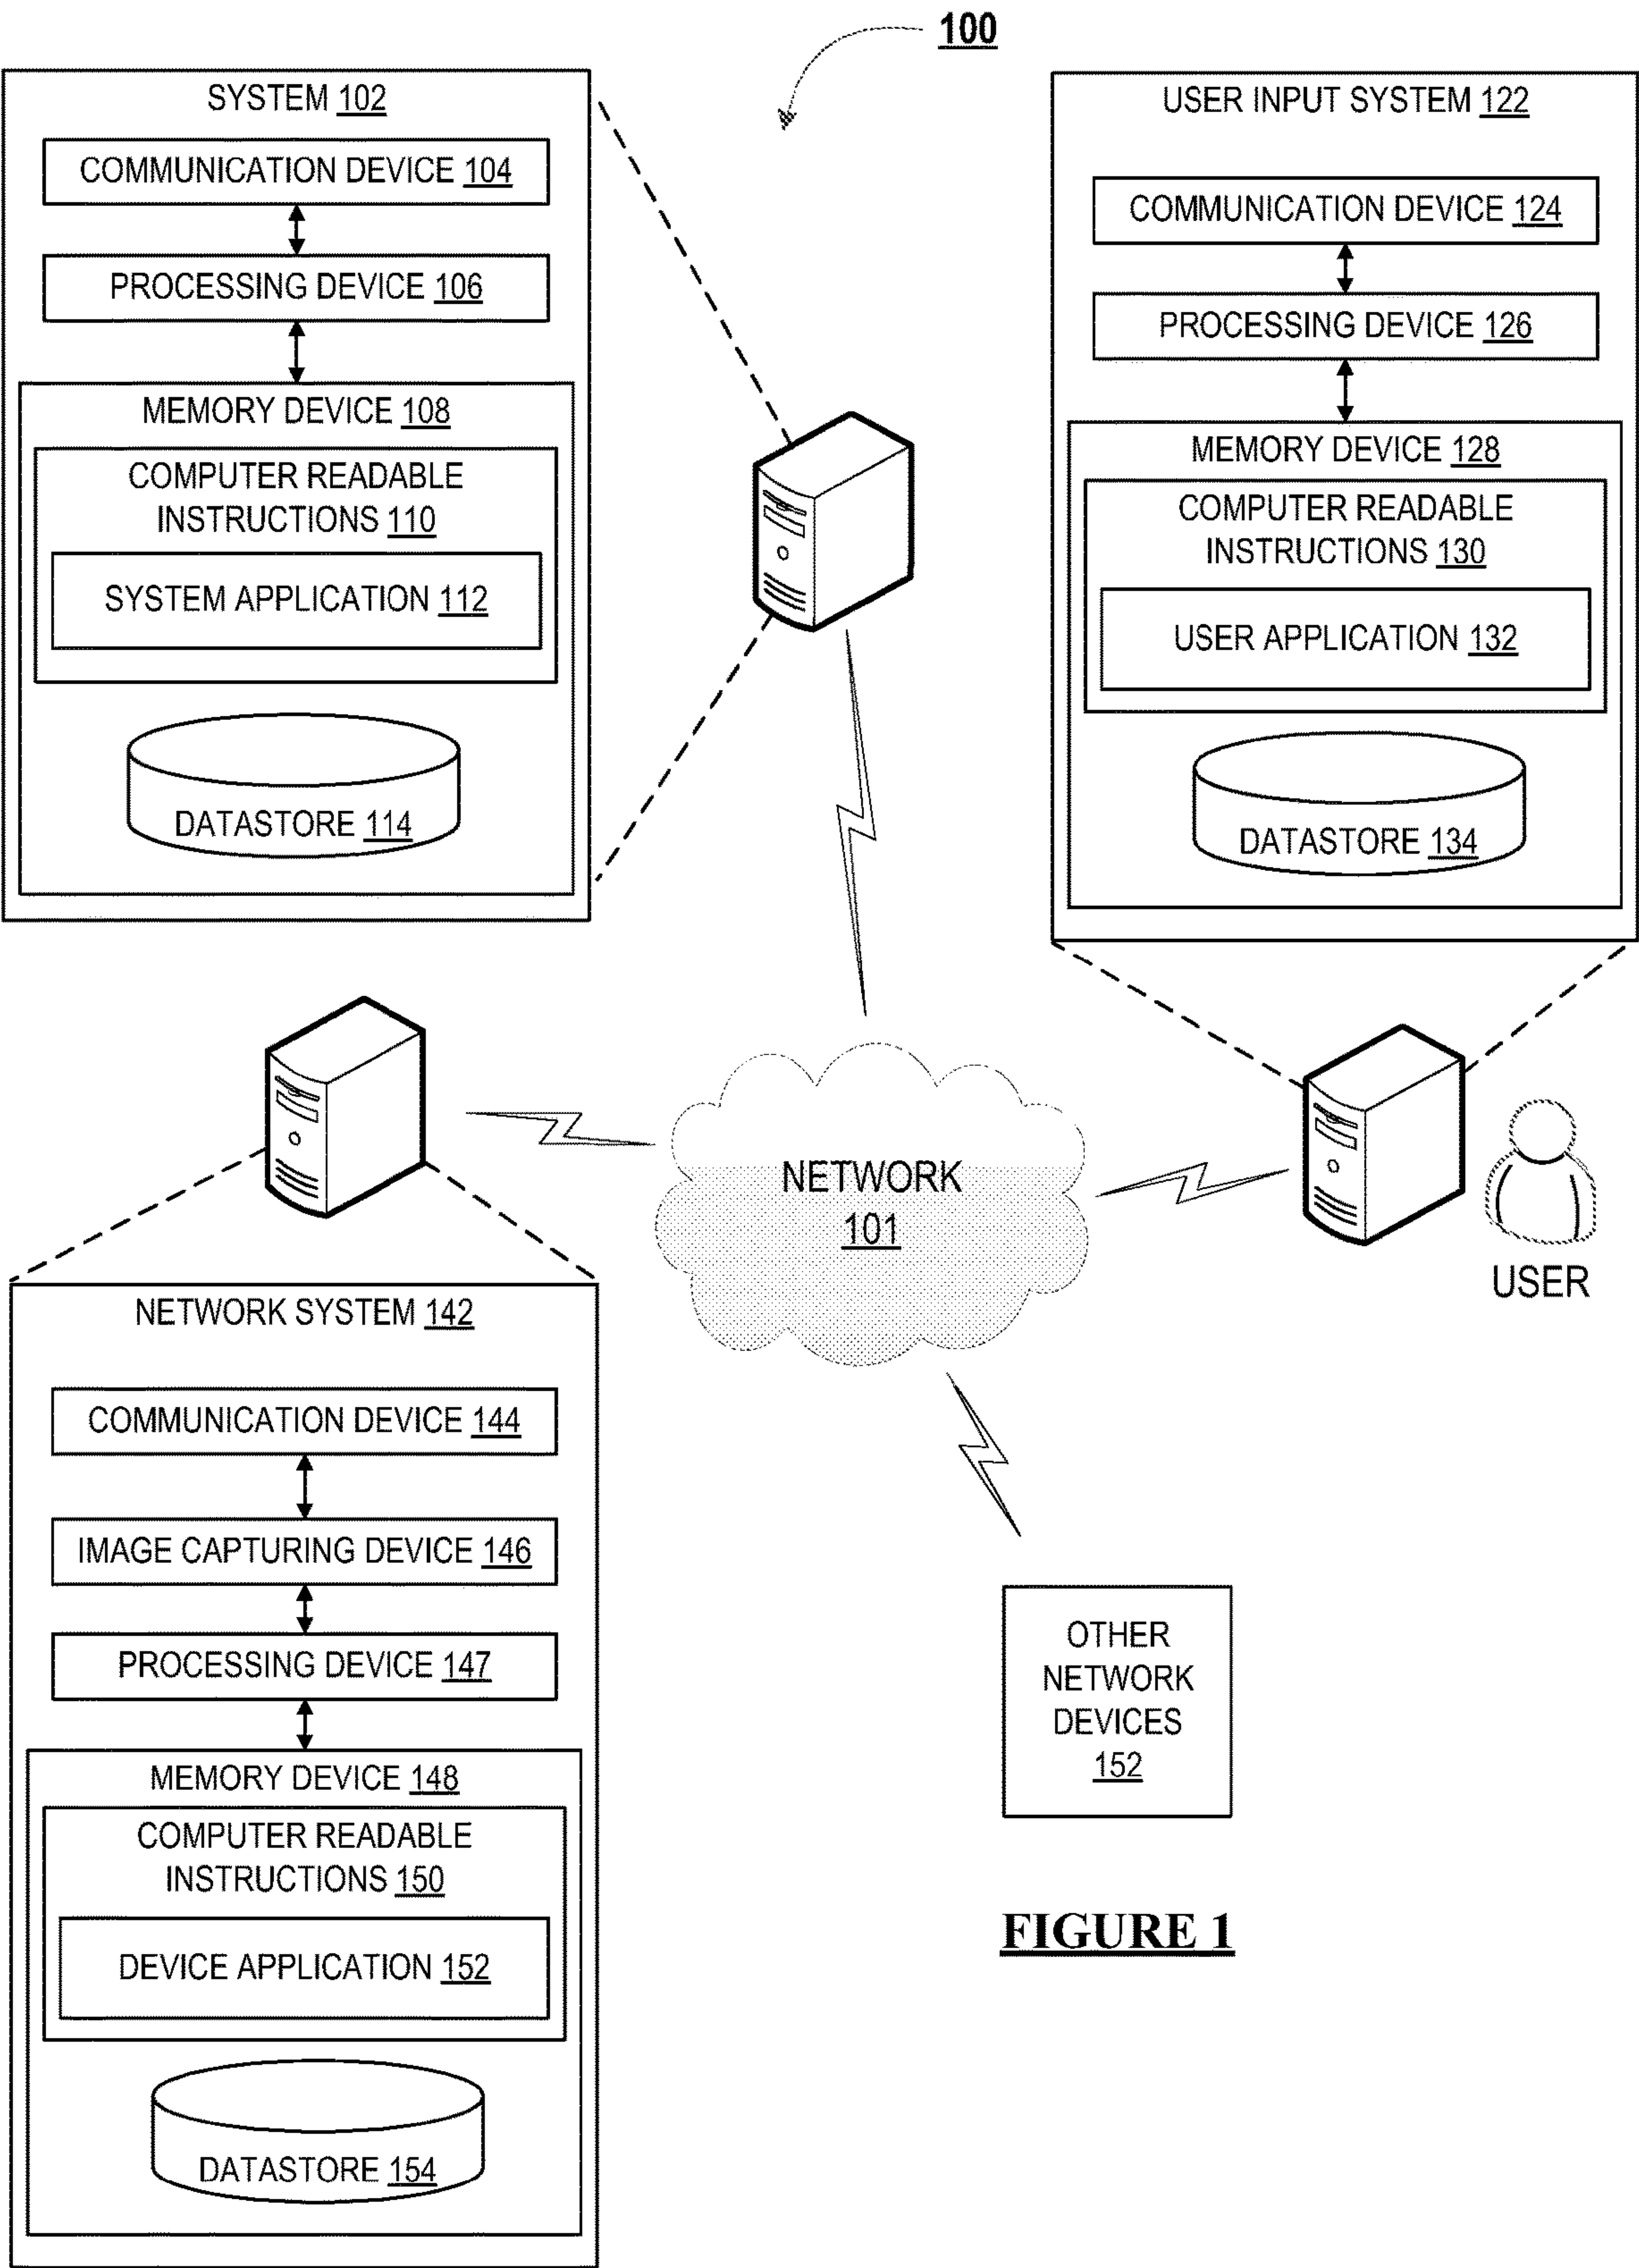 100
SYSTEM 102
COMMUNICATION DEVICE 104
PROCESSING DEVICE 106
MEMORY DEVICE 108
COMPUTER READABLE
INSTRUCTIONS 110
SYSTEM APPLICATION 112
DATASTORE 114
USER INPUT SYSTEM 122
COMMUNICATION DEVICE 124
PROCESSING DEVICE 126
MEMORY DEVICE 128
COMPUTER READABLE
INSTRUCTIONS 130
USER APPLICATION 132
DATASTORE 134
NETWORK
101
USER
NETWORK SYSTEM 142
COMMUNICATION DEVICE 144
IMAGE CAPTURING DEVICE 146
PROCESSING DEVICE 147
MEMORY DEVICE 148
COMPUTER READABLE
INSTRUCTIONS 150
DEVICE APPLICATION 152
DATASTORE 154
OTHER
NETWORK
DEVICES
152
FIGURE 1